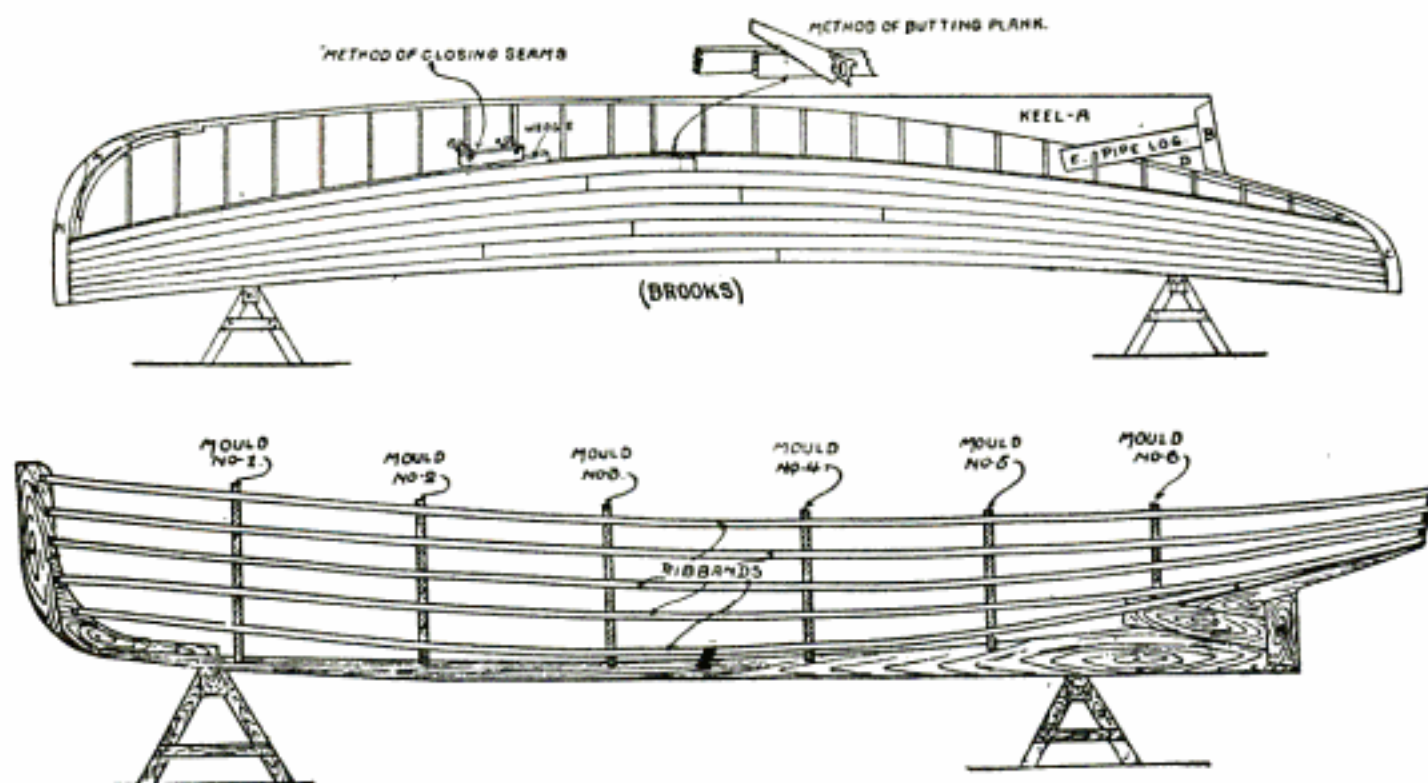 METHOD OF BUTTING PLANK.
METHOD OF CLOSING SEAMS
KEEL-A
WEDGE
B
F. PIPE LOG.
D
(BROOKS)
MOULD
NO-1.
MOULD
NO-2
MOULD
NO-3.
MOULD
NO-4
MOULD
NO-5
MOULD
NO-6
RIBBANDS